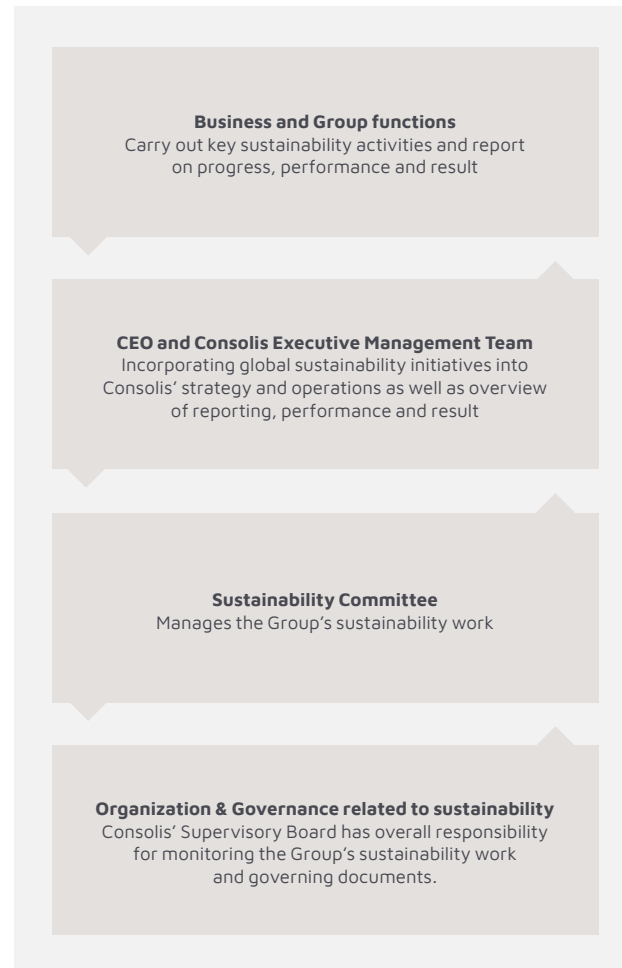 Business and Group functions
Carry out key sustainability activities and report
on progress, performance and result
CEO and Consolis Executive Management Team
Incorporating global sustainability initiatives into
Consolis’ strategy and operations as well as overview
of reporting, performance and result
Sustainability Committee
Manages the Group’s sustainability work
Organization & Governance related to sustainability
Consolis’ Supervisory Board has overall responsibility
for monitoring the Group’s sustainability work
and governing documents.